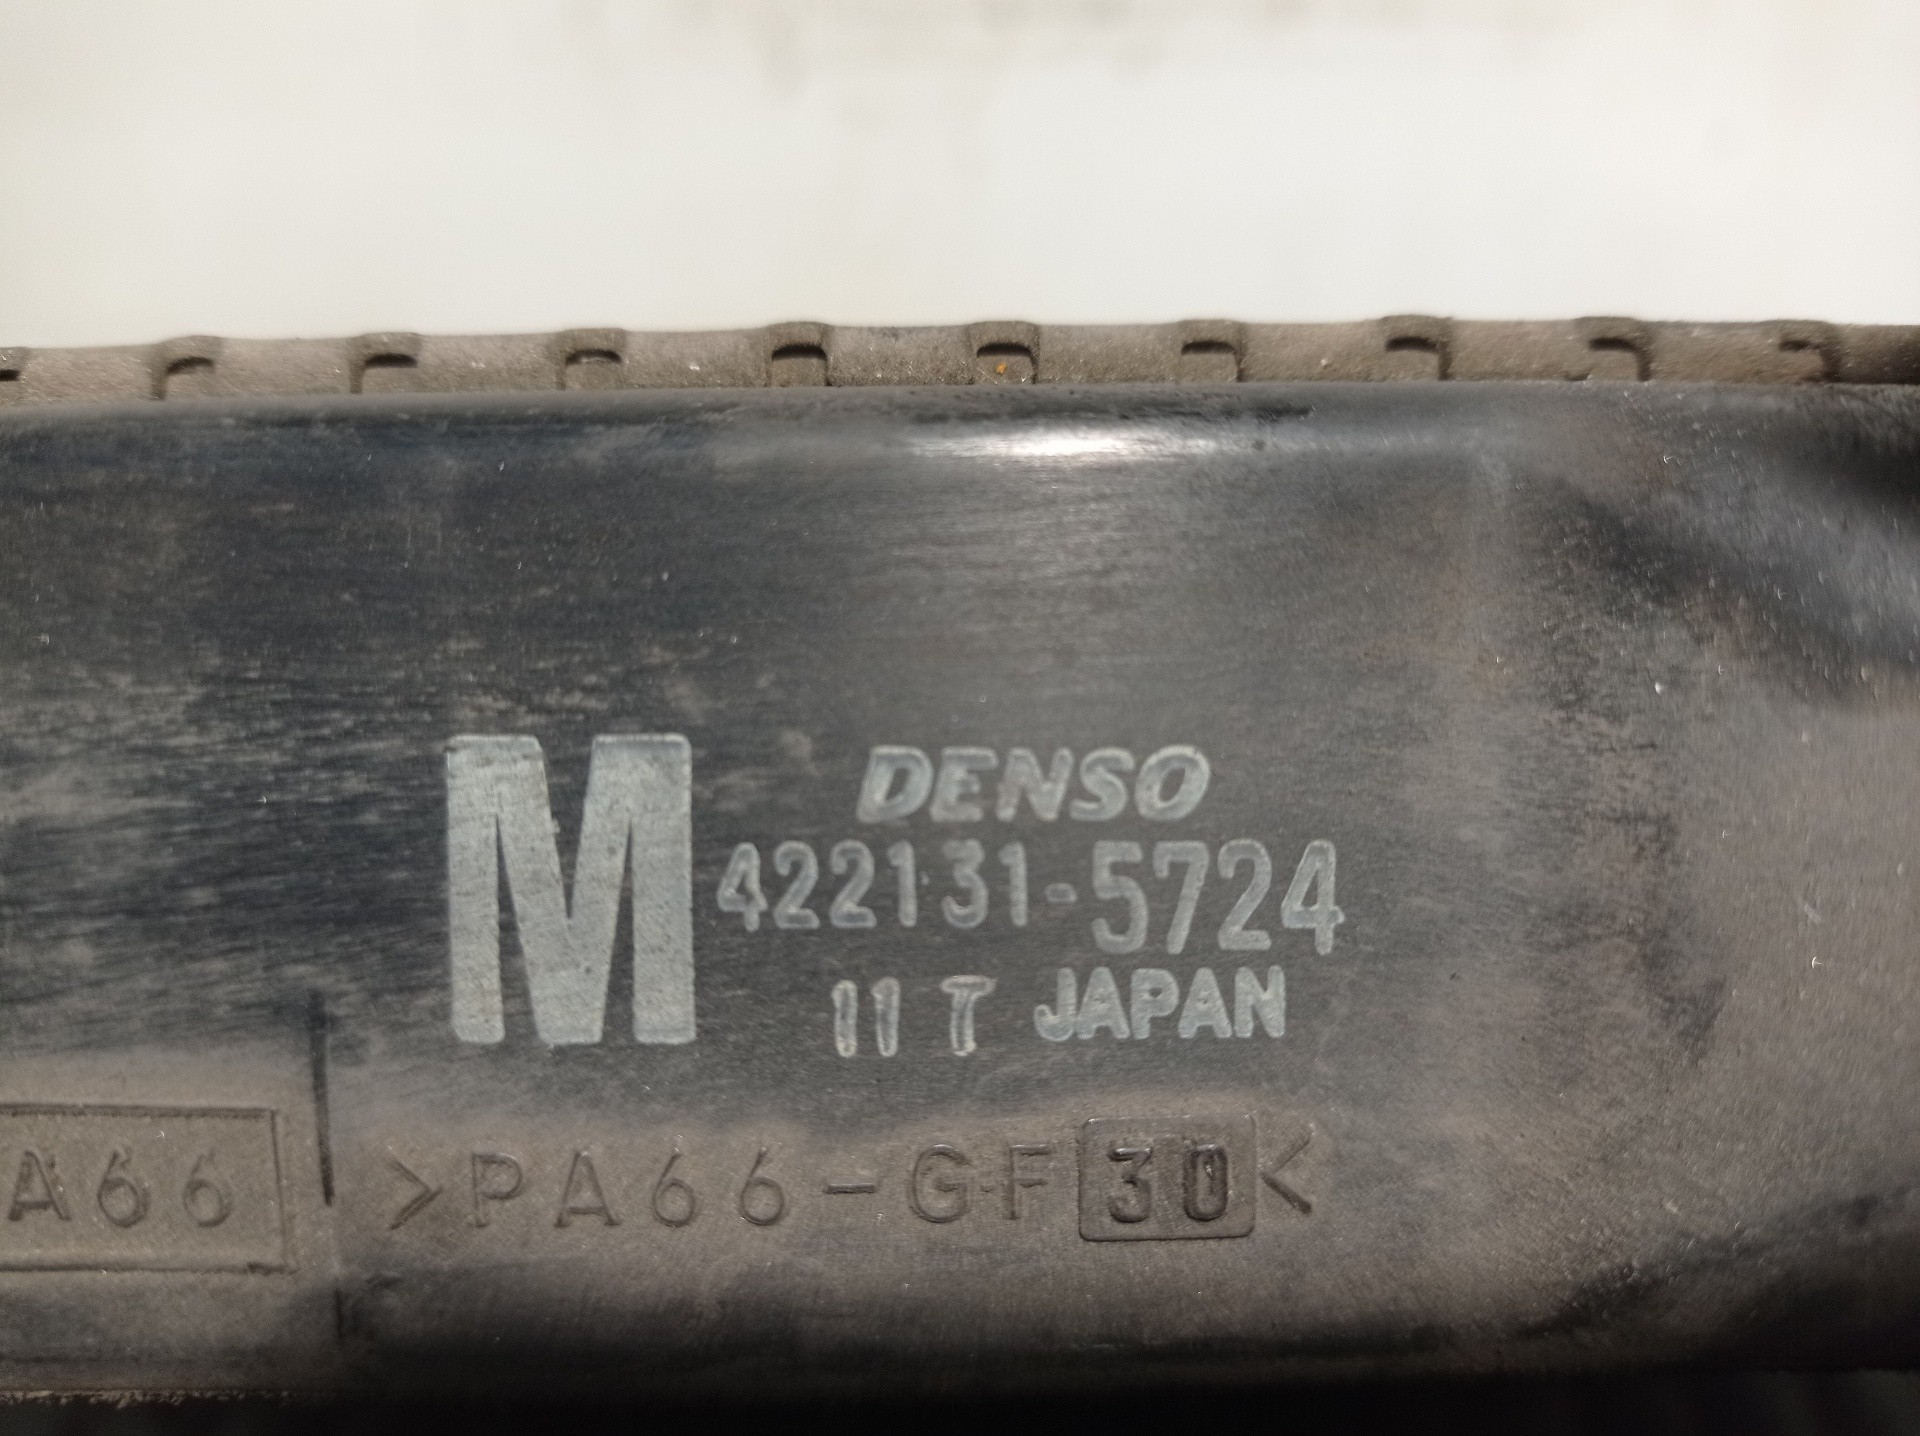 M
DENSO
422131-5724
11 T JAPAN
A66
>PA66-GF30<